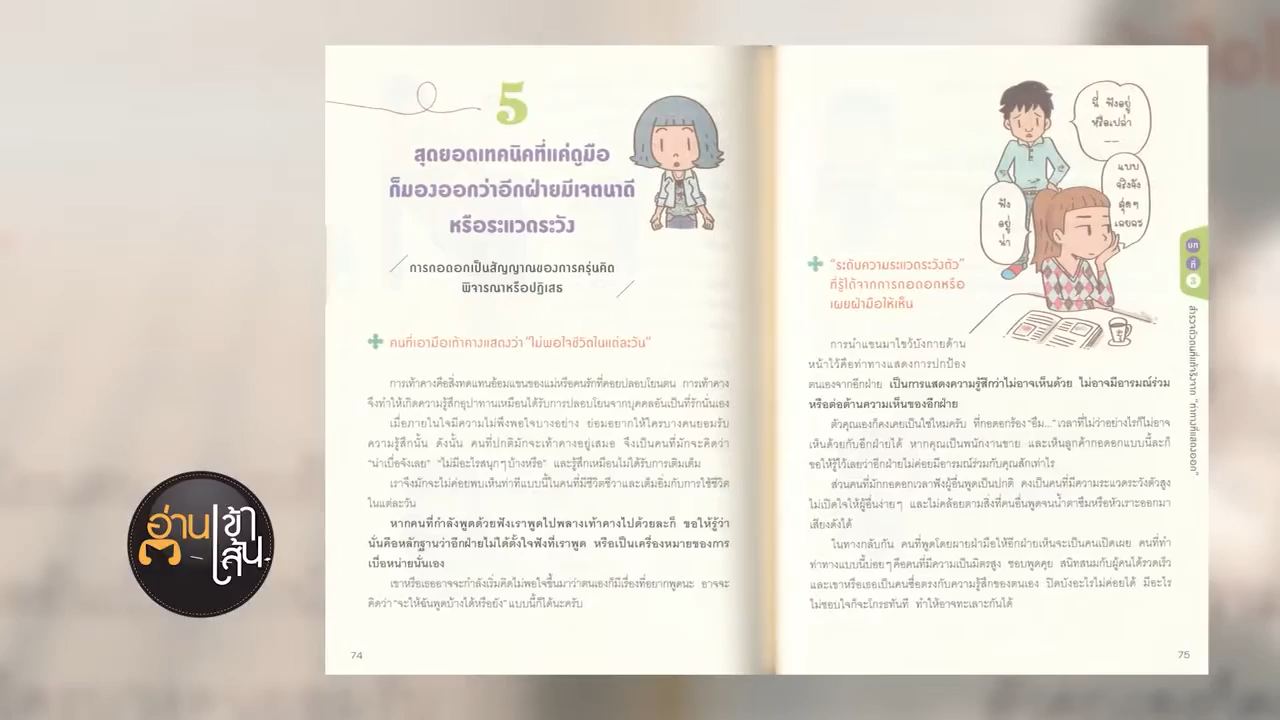 5
สุดยอดเทคนิคที่แค่ดูมือ
ก็มองออกว่าอีกฝ่ายมีเจตนาดี
หรือระแวดระวัง
การกอดอกเป็นสัญญาณของการครุ่นคิด
พิจารณาหรือปฏิเสธ
คนที่เอามือเท้าคางแสดงว่า "ไม่พอใจชีวิตในแต่ละวัน"
การเท้าคางคือสิ่งทดแทนอ้อมแขนของแม่หรือคนรักที่คอยปลอบโยนตน การเท้าคาง
จึงทำให้เกิดความรู้สึกอุปาทานเหมือนได้รับการปลอบโยนจากบุคคลอันเป็นที่รักนั่นเอง
เมื่อภายในใจมีความไม่พึงพอใจบางอย่าง ย่อมอยากให้ใครบางคนยอมรับ
ความรู้สึกนั้น ดังนั้น คนที่ปกติมักจะเท้าคางอยู่เสมอ จึงเป็นคนที่มักจะคิดว่า
"น่าเบื่อจังเลย" "ไม่มีอะไรสนุกๆ บ้างหรือ" และรู้สึกเหมือนไม่ได้รับการเติมเต็ม
เราจึงมักจะไม่ค่อยพบเห็นท่าที่แบบนี้ในคนที่มีชีวิตชีวาและเต็มอิ่มกับการใช้ชีวิต
ในแต่ละวัน
หากคนที่กำลังพูดด้วยฟังเราพูดไปพลางเท้าคางไปด้วยละก็ ขอให้รู้ว่า
นั่นคือหลักฐานว่าอีกฝ่ายไม่ได้ตั้งใจฟังที่เราพูด หรือเป็นเครื่องหมายของการ
เบื่อหน่ายนั่นเอง
เขาหรือเธออาจจะกำลังเริ่มคิดไม่พอใจขึ้นมาว่าตนเองก็มีเรื่องที่อยากพูดนะ อาจจะ
คิดว่า "จะให้ฉันพูดบ้างได้หรือยัง" แบบนี้ก็ได้นะครับ
74
นี่ ฟังอยู่
หรือเปล่า
แบบ
จริงจัง
สุดๆ
เลยล่ะ
ฟัง
อยู่
น่า
"ระดับความระแวดระวังตัว"
ที่รู้ได้จากการกอดอกหรือ
เผยฝ่ามือให้เห็น
การนำแขนมาไขว้บังกายด้าน
หน้าไว้คือท่าทางแสดงการปกป้อง
ตนเองจากอีกฝ่าย เป็นการแสดงความรู้สึกว่าไม่อาจเห็นด้วย ไม่อาจมีอารมณ์ร่วม
หรือต่อต้านความเห็นของอีกฝ่าย
ตัวคุณเองก็คงเคยเป็นใช่ไหมครับ ที่กอดอกร้อง "อืม..." เวลาที่ไม่ว่าอย่างไรก็ไม่อาจ
เห็นด้วยกับอีกฝ่ายได้ หากคุณเป็นพนักงานขาย และเห็นลูกค้ากอดอกแบบนี้ละก็
ขอให้รู้ไว้เลยว่าอีกฝ่ายไม่ค่อยมีอารมณ์ร่วมกับคุณสักเท่าไร
ส่วนคนที่มักกอดอกเวลาฟังผู้อื่นพูดเป็นปกติ คงเป็นคนที่มีความระแวดระวังตัวสูง
ไม่เปิดใจให้ผู้อื่นง่ายๆ และไม่คล้อยตามสิ่งที่คนอื่นพูดจนน้ำตาซึมหรือหัวเราะออกมา
เสียงดังได้
ในทางกลับกัน คนที่พูดโดยผายฝ่ามือให้อีกฝ่ายเห็นจะเป็นคนเปิดเผย คนที่ทำ
ท่าทางแบบนี้บ่อยๆ คือคนที่มีความเป็นมิตรสูง ชอบพูดคุย สนิทสนมกับผู้คนได้รวดเร็ว
และเขาหรือเธอเป็นคนซื่อตรงกับความรู้สึกของตนเอง ปิดบังอะไรไม่ค่อยได้ มีอะไร
ไม่ชอบใจก็จะโกรธทันที ทำให้อาจทะเลาะกันได้
บท
ที่
3
75
อ่าน
เข้า
เส้น